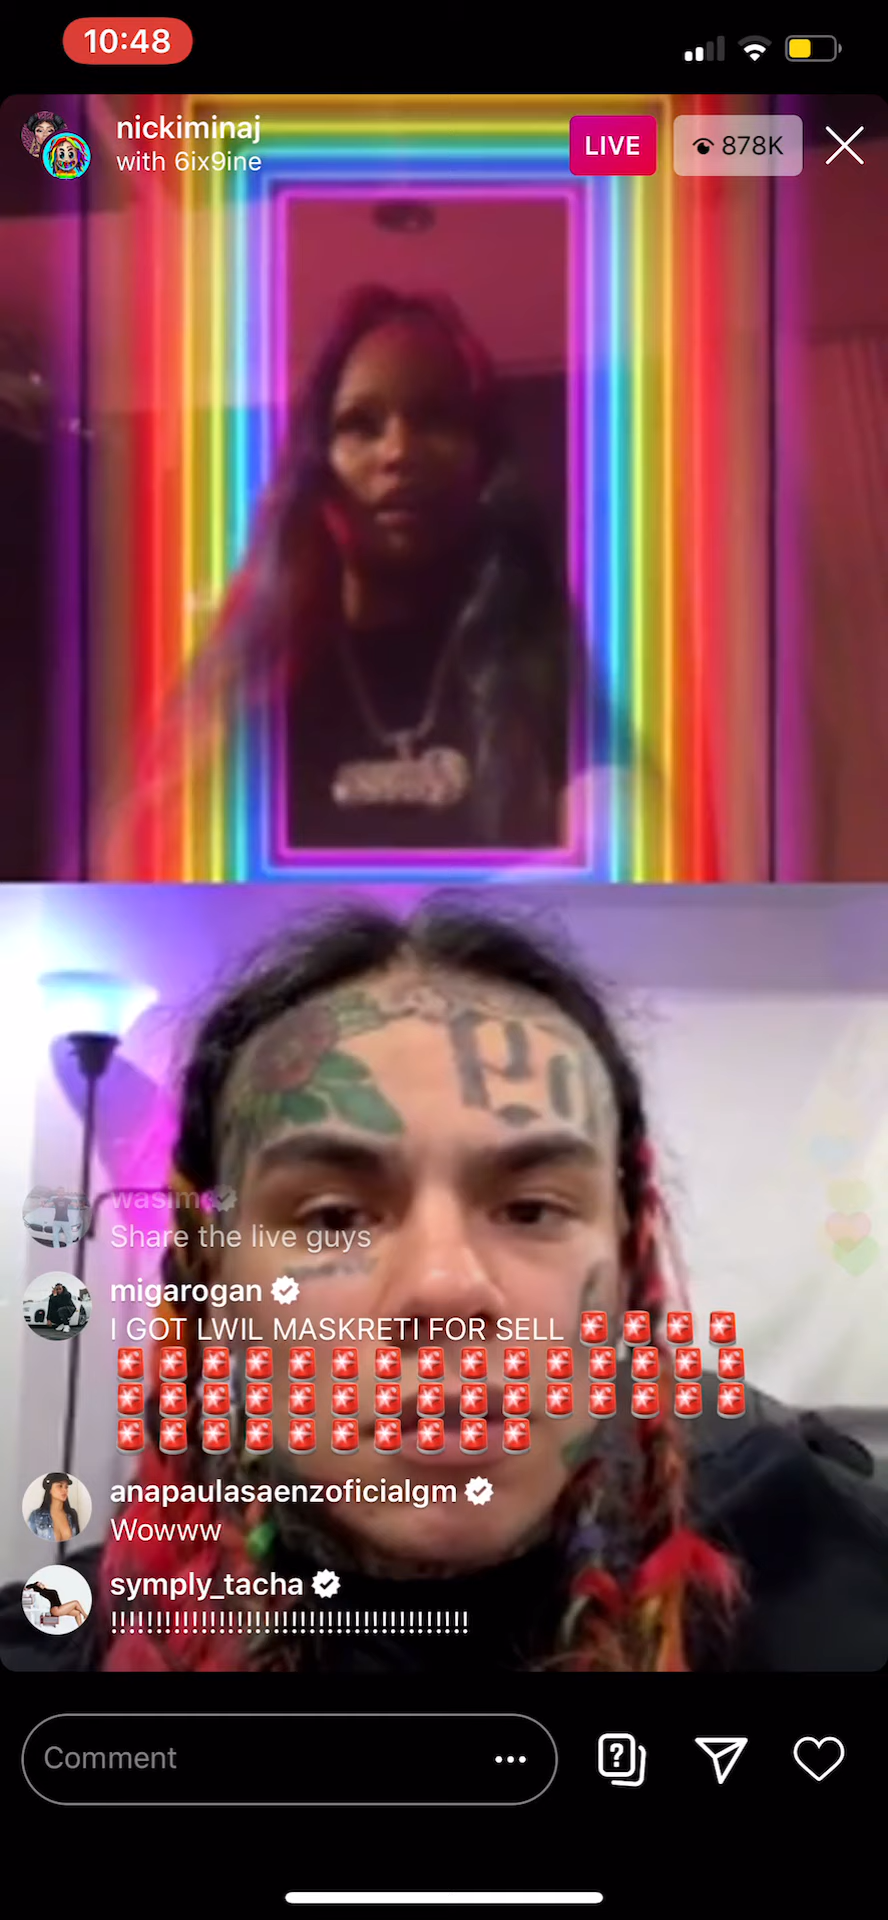 10:48
nickiminaj
with 6ix9ine
LIVE
878K
Share the live guys
migarogan
I GOT LWIL MASKRETI FOR SELL 🚨🚨🚨🚨
🚨🚨🚨🚨🚨🚨🚨🚨🚨🚨🚨🚨🚨🚨🚨
🚨🚨🚨🚨🚨🚨🚨🚨🚨🚨🚨🚨🚨🚨🚨
🚨🚨🚨🚨🚨🚨🚨🚨🚨🚨
anapaulasaenzoficialgm
Wowww
symply_tacha
!!!!!!!!!!!!!!!!!!!!!!!!!!!!!!!!!!!!!!!!
Comment